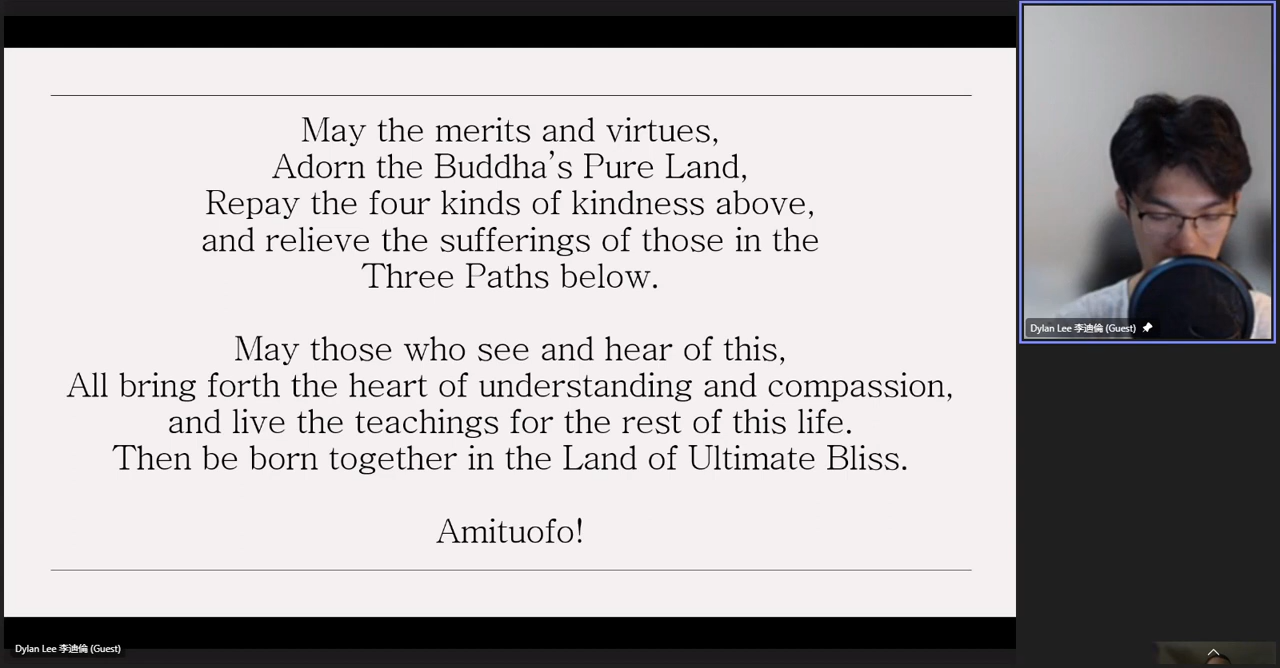 May the merits and virtues,
Adorn the Buddha's Pure Land,
Repay the four kinds of kindness above,
and relieve the sufferings of those in the
Three Paths below.
May those who see and hear of this,
All bring forth the heart of understanding and compassion,
and live the teachings for the rest of this life.
Then be born together in the Land of Ultimate Bliss.
Amituofo!
Dylan Lee 李迪倫 (Guest)
Dylan Lee 李迪倫 (Guest)